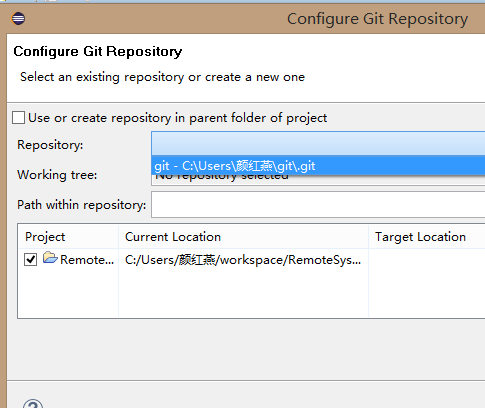 Configure Git Repository
Configure Git Repository
Select an existing repository or create a new one
Use or create repository in parent folder of project
Repository:
git - C:\Users\颜红燕\git\.git
Working tree: No repository selected
Path within repository:
Project Current Location Target Location
Remote... C:/Users/颜红燕/workspace/RemoteSys...
?